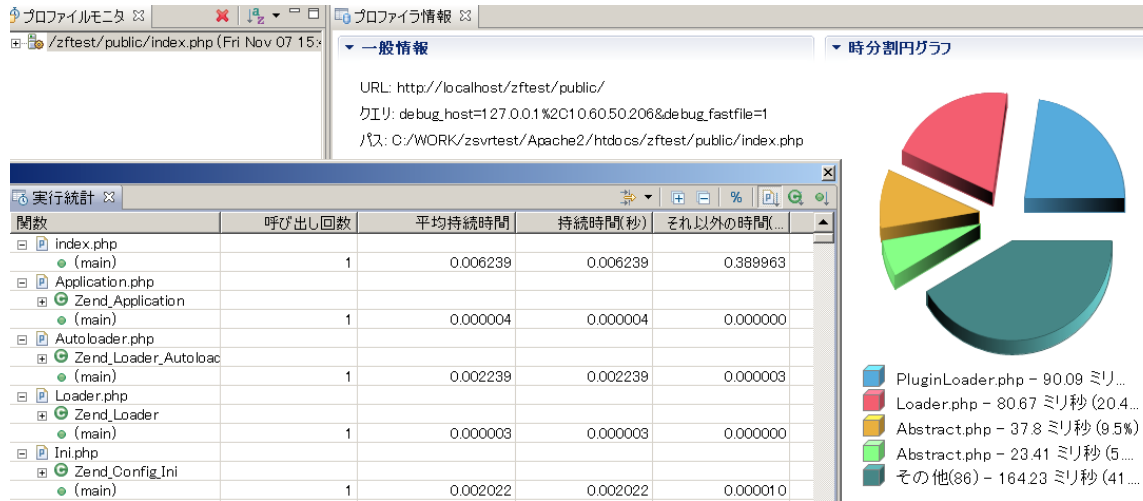 プロファイルモニタ
/zftest/public/index.php (Fri Nov 07 15:
プロファイラ情報
一般情報
URL: http://localhost/zftest/public/
クエリ: debug_host=127.0.0.1%2C10.60.50.206&debug_fastfile=1
パス: C:/WORK/zsvrtest/Apache2/htdocs/zftest/public/index.php
時分割円グラフ
PluginLoader.php - 90.09 ミリ...
Loader.php - 80.67 ミリ秒 (20.4...
Abstract.php - 37.8 ミリ秒 (9.5%)
Abstract.php - 23.41 ミリ秒 (5....
その他(86) - 164.23 ミリ秒 (41....
実行統計
%
関数 呼び出し回数 平均持続時間 持続時間(秒) それ以外の時間(...
index.php
(main) 1 0.006239 0.006239 0.389963
Application.php
Zend_Application
(main) 1 0.000004 0.000004 0.000000
Autoloader.php
Zend_Loader_Autoloac
(main) 1 0.002239 0.002239 0.000003
Loader.php
Zend_Loader
(main) 1 0.000003 0.000003 0.000000
Ini.php
Zend_Config_Ini
(main) 1 0.002022 0.002022 0.000010